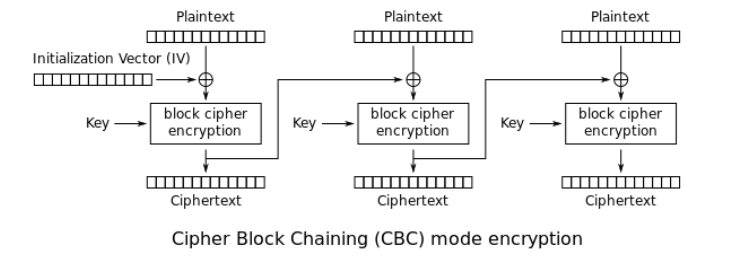 Plaintext
Plaintext
Plaintext
Initialization Vector (IV)
Key
block cipher
encryption
Key
block cipher
encryption
Key
block cipher
encryption
Ciphertext
Ciphertext
Ciphertext
Cipher Block Chaining (CBC) mode encryption